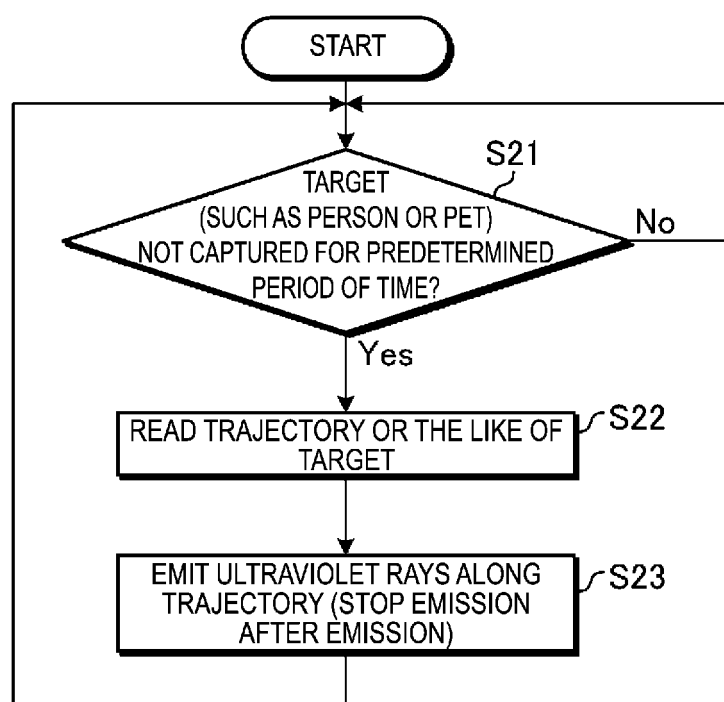 START
S21
TARGET
(SUCH AS PERSON OR PET)
NOT CAPTURED FOR PREDETERMINED
PERIOD OF TIME?
No
Yes
READ TRAJECTORY OR THE LIKE OF
TARGET
S22
EMIT ULTRAVIOLET RAYS ALONG
TRAJECTORY (STOP EMISSION
AFTER EMISSION)
S23